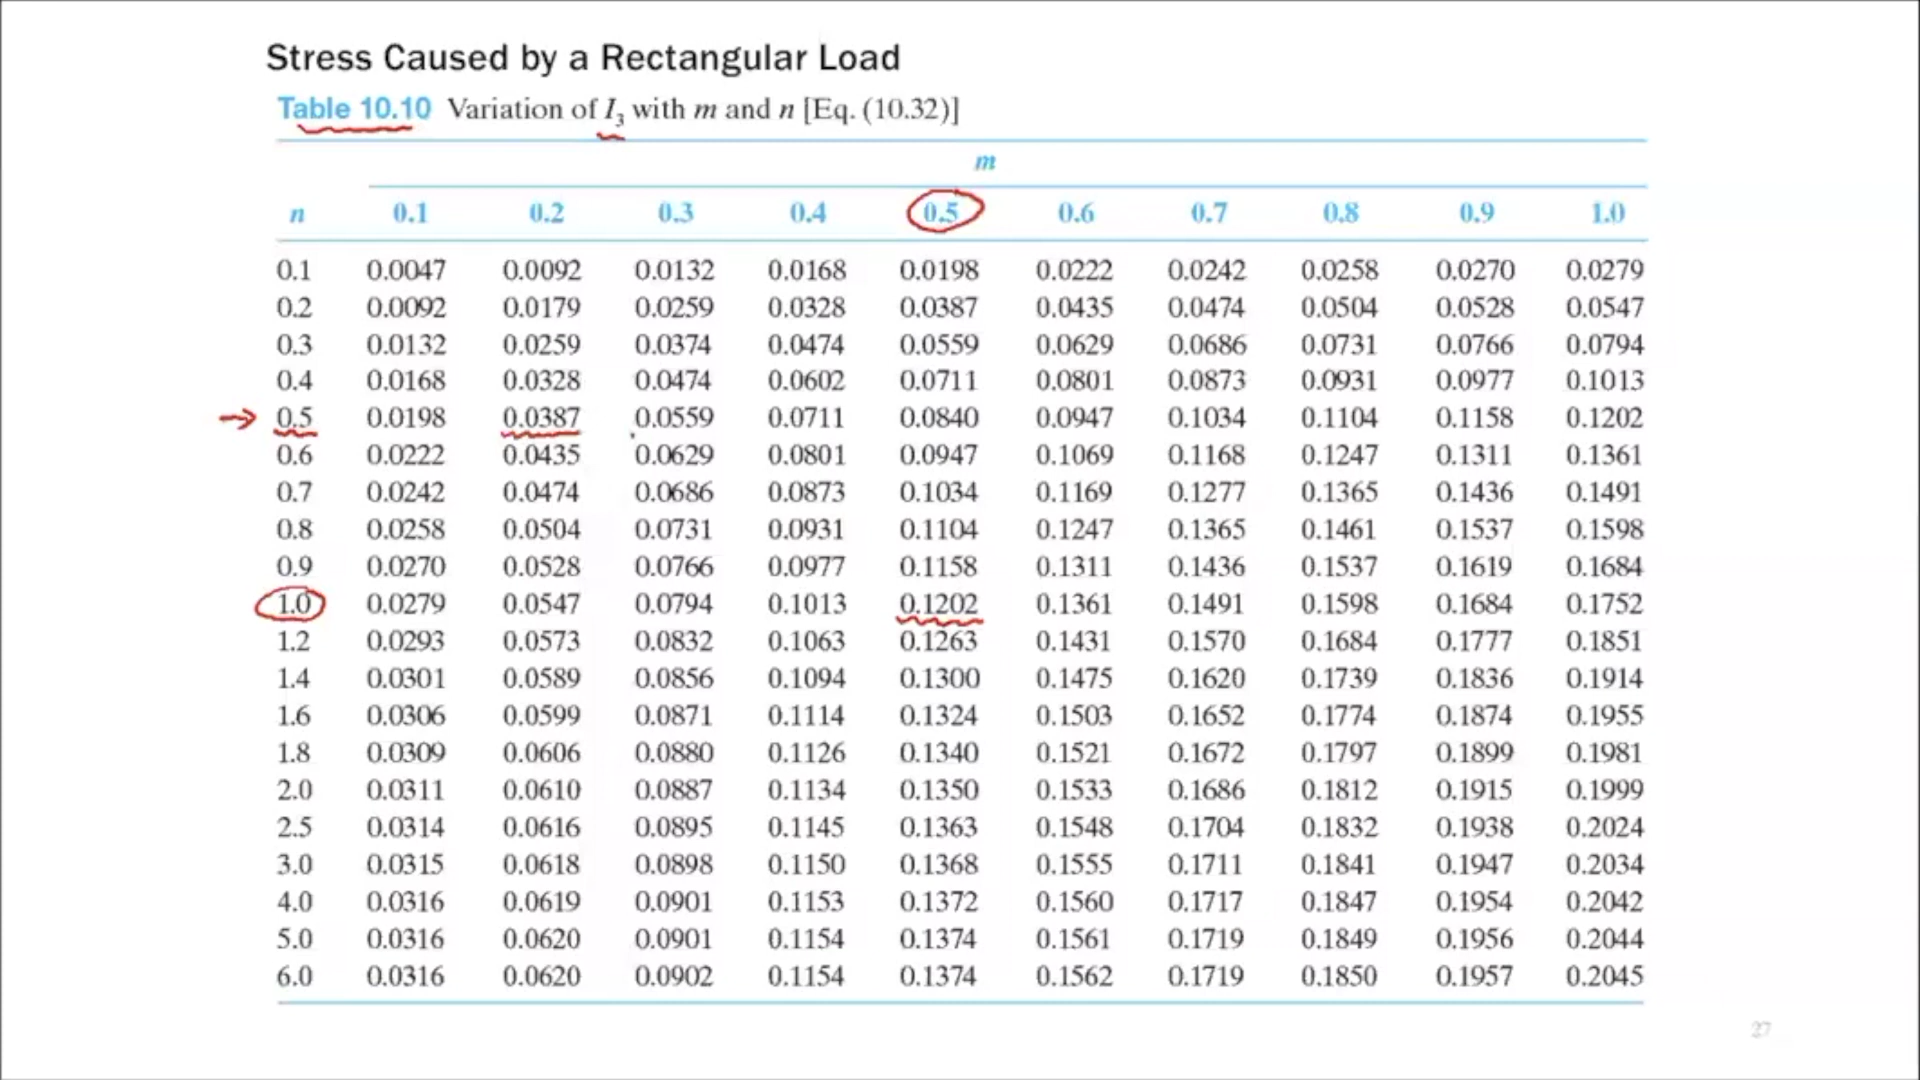 Stress Caused by a Rectangular Load
Table 10.10 Variation of I3 with m and n [Eq. (10.32)]
m
n 0.1 0.2 0.3 0.4 0.5 0.6 0.7 0.8 0.9 1.0
0.1 0.0047 0.0092 0.0132 0.0168 0.0198 0.0222 0.0242 0.0258 0.0270 0.0279
0.2 0.0092 0.0179 0.0259 0.0328 0.0387 0.0435 0.0474 0.0504 0.0528 0.0547
0.3 0.0132 0.0259 0.0374 0.0474 0.0559 0.0629 0.0686 0.0731 0.0766 0.0794
0.4 0.0168 0.0328 0.0474 0.0602 0.0711 0.0801 0.0873 0.0931 0.0977 0.1013
0.5 0.0198 0.0387 0.0559 0.0711 0.0840 0.0947 0.1034 0.1104 0.1158 0.1202
0.6 0.0222 0.0435 0.0629 0.0801 0.0947 0.1069 0.1168 0.1247 0.1311 0.1361
0.7 0.0242 0.0474 0.0686 0.0873 0.1034 0.1169 0.1277 0.1365 0.1436 0.1491
0.8 0.0258 0.0504 0.0731 0.0931 0.1104 0.1247 0.1365 0.1461 0.1537 0.1598
0.9 0.0270 0.0528 0.0766 0.0977 0.1158 0.1311 0.1436 0.1537 0.1619 0.1684
1.0 0.0279 0.0547 0.0794 0.1013 0.1202 0.1361 0.1491 0.1598 0.1684 0.1752
1.2 0.0293 0.0573 0.0832 0.1063 0.1263 0.1431 0.1570 0.1684 0.1777 0.1851
1.4 0.0301 0.0589 0.0856 0.1094 0.1300 0.1475 0.1620 0.1739 0.1836 0.1914
1.6 0.0306 0.0599 0.0871 0.1114 0.1324 0.1503 0.1652 0.1774 0.1874 0.1955
1.8 0.0309 0.0606 0.0880 0.1126 0.1340 0.1521 0.1672 0.1797 0.1899 0.1981
2.0 0.0311 0.0610 0.0887 0.1134 0.1350 0.1533 0.1686 0.1812 0.1915 0.1999
2.5 0.0314 0.0616 0.0895 0.1145 0.1363 0.1548 0.1704 0.1832 0.1938 0.2024
3.0 0.0315 0.0618 0.0898 0.1150 0.1368 0.1555 0.1711 0.1841 0.1947 0.2034
4.0 0.0316 0.0619 0.0901 0.1153 0.1372 0.1560 0.1717 0.1847 0.1954 0.2042
5.0 0.0316 0.0620 0.0901 0.1154 0.1374 0.1561 0.1719 0.1849 0.1956 0.2044
6.0 0.0316 0.0620 0.0902 0.1154 0.1374 0.1562 0.1719 0.1850 0.1957 0.2045
27